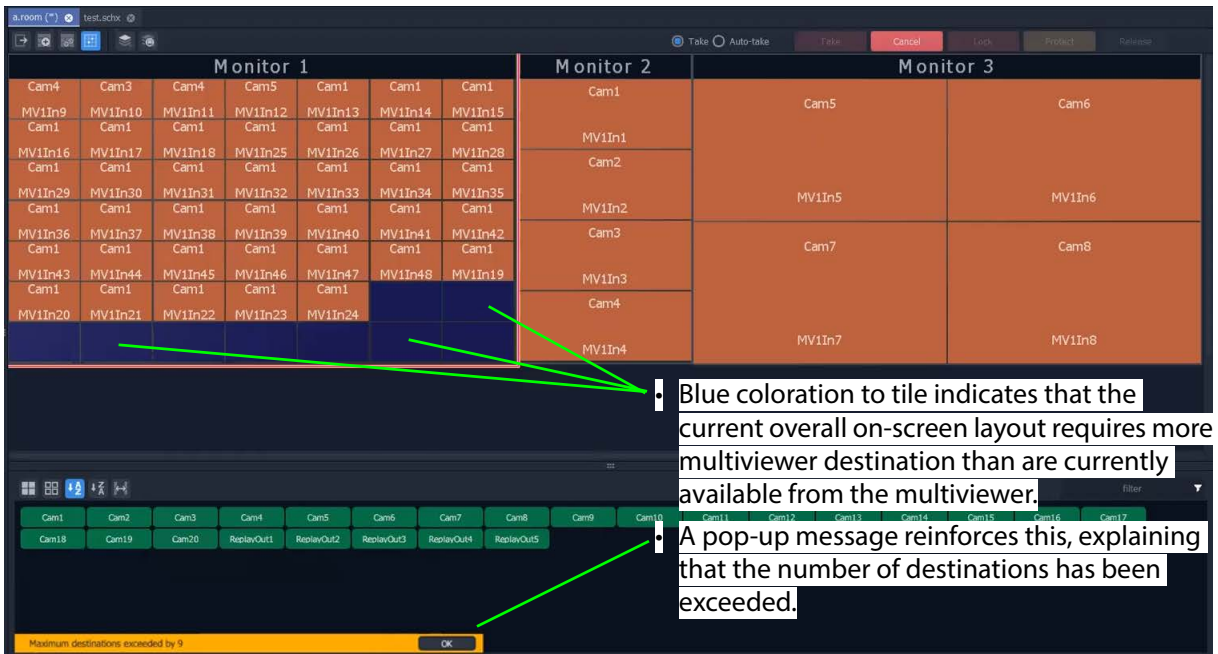 a.room (*) test.schx
Take Auto-take Take Cancel Lock Protect Release
Monitor 1 Monitor 2 Monitor 3
Cam4 Cam3 Cam4 Cam5 Cam1 Cam1 Cam1
MV1In9 MV1In10 MV1In11 MV1In12 MV1In13 MV1In14 MV1In15
Cam1 Cam1 Cam1 Cam1 Cam1 Cam1 Cam1
MV1In16 MV1In17 MV1In18 MV1In25 MV1In26 MV1In27 MV1In28
Cam1 Cam1 Cam1 Cam1 Cam1 Cam1 Cam1
MV1In29 MV1In30 MV1In31 MV1In32 MV1In33 MV1In34 MV1In35
Cam1 Cam1 Cam1 Cam1 Cam1 Cam1 Cam1
MV1In36 MV1In37 MV1In38 MV1In39 MV1In40 MV1In41 MV1In42
Cam1 Cam1 Cam1 Cam1 Cam1 Cam1 Cam1
MV1In43 MV1In44 MV1In45 MV1In46 MV1In47 MV1In48 MV1In19
Cam1 Cam1 Cam1 Cam1 Cam1
MV1In20 MV1In21 MV1In22 MV1In23 MV1In24
Cam1
MV1In1
Cam2
MV1In2
Cam3
MV1In3
Cam4
MV1In4
Cam5 Cam6
MV1In5 MV1In6
Cam7 Cam8
MV1In7 MV1In8
• Blue coloration to tile indicates that the
current overall on-screen layout requires more
multiviewer destination than are currently
available from the multiviewer.
filter
Cam1 Cam2 Cam3 Cam4 Cam5 Cam6 Cam7 Cam8 Cam9 Cam10 Cam11 Cam12 Cam13 Cam14 Cam15 Cam16 Cam17
Cam18 Cam19 Cam20 ReplayOut1 ReplayOut2 ReplayOut3 ReplayOut4 ReplayOut5
• A pop-up message reinforces this, explaining
that the number of destinations has been
exceeded.
Maximum destinations exceeded by 9 OK